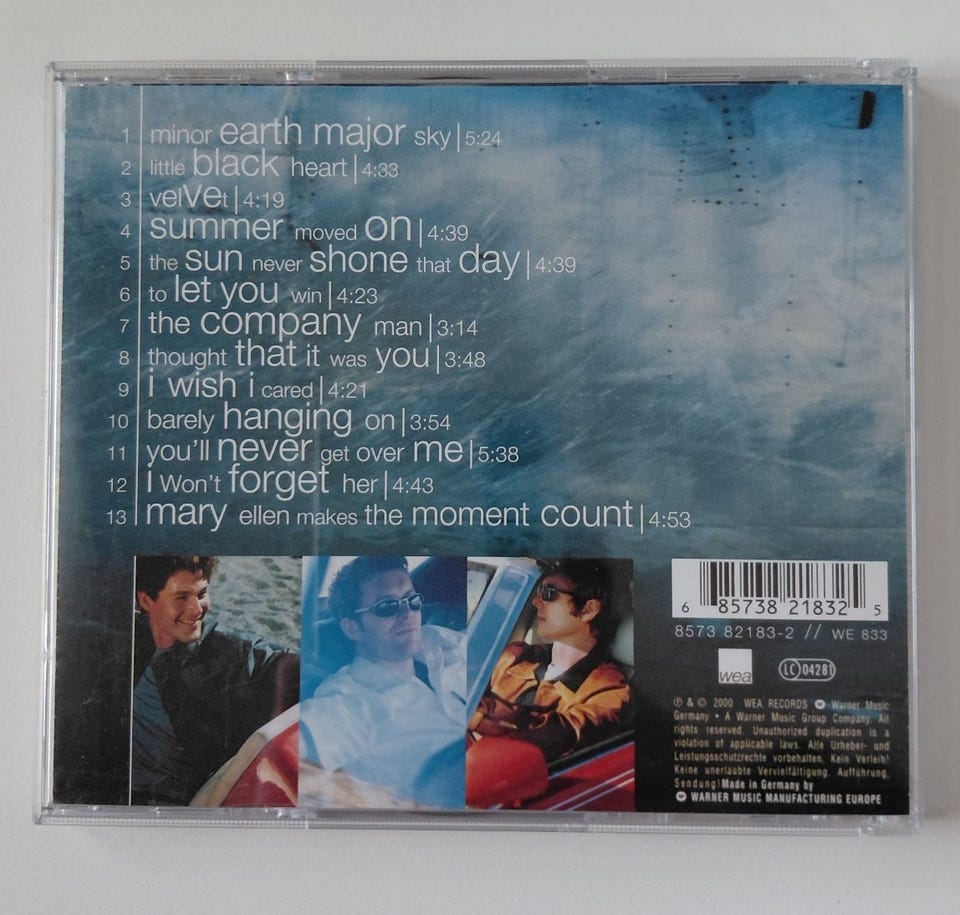 1 minor earth major sky | 5:24
2 little black heart | 4:33
3 velvet | 4:19
4 summer moved on | 4:39
5 the sun never shone that day | 4:39
6 to let you win | 4:23
7 the company man | 3:14
8 thought that it was you | 3:48
9 i wish i cared | 4:21
10 barely hanging on | 3:54
11 you'll never get over me | 5:38
12 i Won't forget her | 4:43
13 mary ellen makes the moment count | 4:53
6 85738 21832 5
8573 82183-2 // WE 833
wea
LC 04281
℗ & © 2000 WEA RECORDS Warner Music
Germany • A Warner Music Group Company. All
rights reserved. Unauthorized duplication is a
violation of applicable laws. Alle Urheber- und
Leistungsschutzrechte vorbehalten. Kein Verleih!
Keine unerlaubte Vervielfältigung, Aufführung,
Sendung! Made in Germany by
WARNER MUSIC MANUFACTURING EUROPE